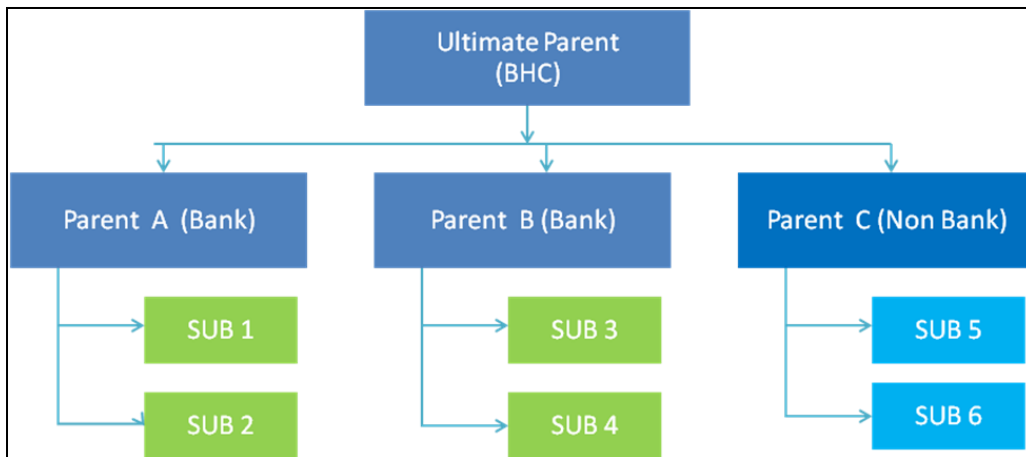 Ultimate Parent
(BHC)
Parent A (Bank)
Parent B (Bank)
Parent C (Non Bank)
SUB 1
SUB 3
SUB 5
SUB 2
SUB 4
SUB 6